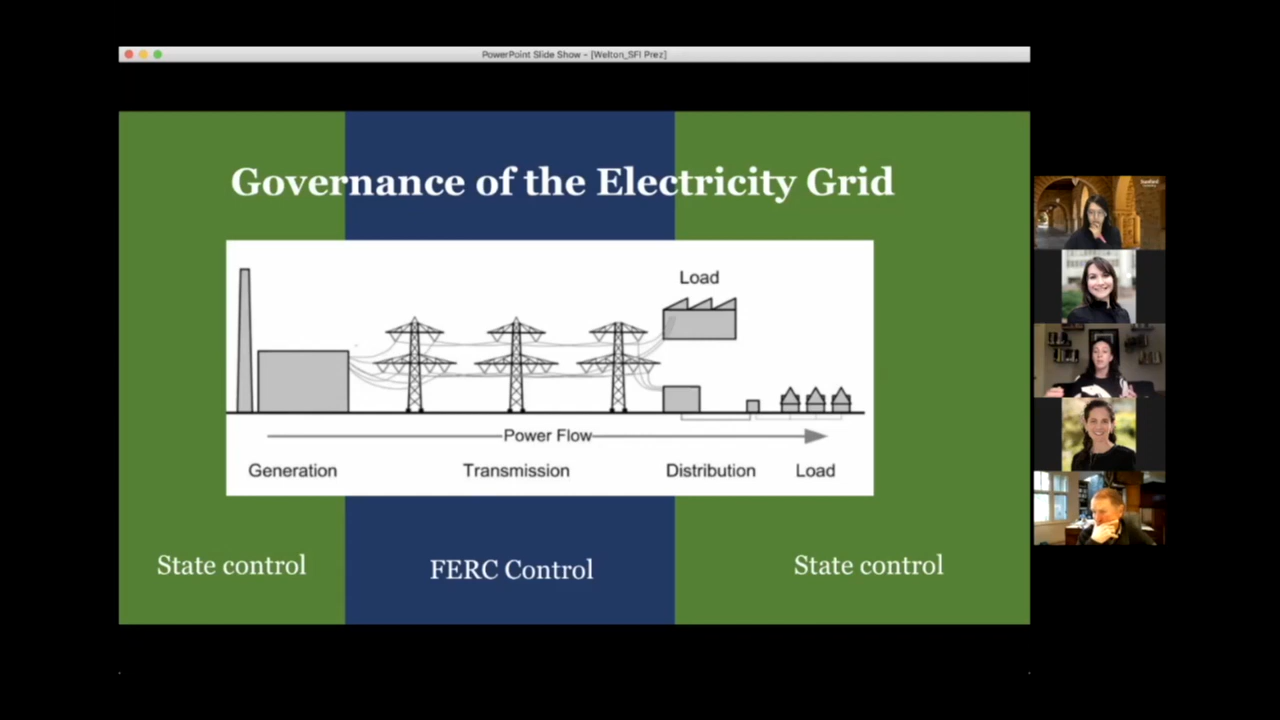 PowerPoint Slide Show - [Welton_SFI Prez]
Governance of the Electricity Grid
Load
Power Flow
Generation Transmission Distribution Load
State control FERC Control State control
Stanford